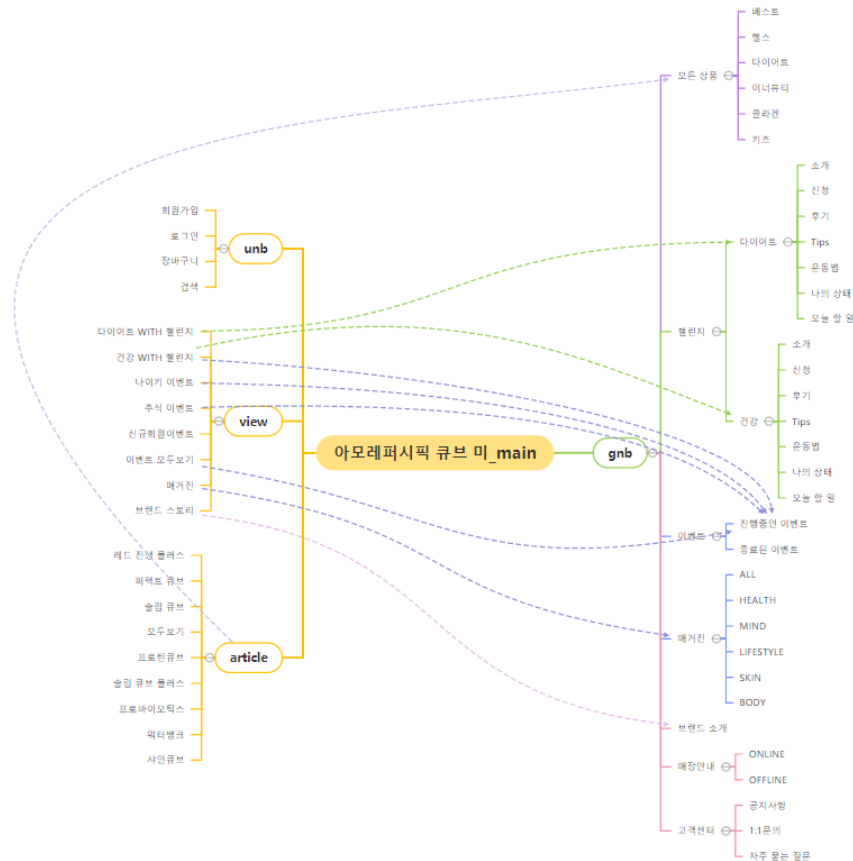 아모레퍼시픽 큐브 미_main
unb
회원가입
로그인
장바구니
검색
view
다이어트 WITH 챌린지
건강 WITH 챌린지
나이키 이벤트
추석 이벤트
신규회원이벤트
이벤트 모두보기
매거진
브랜드 스토리
article
레드 진생 플러스
퍼펙트 큐브
슬림 큐브
모두보기
프로틴큐브
슬림 큐브 플러스
프로바이오틱스
워터뱅크
샤인큐브
gnb
모든 상품
베스트
헬스
다이어트
이너뷰티
콜라겐
키즈
챌린지
다이어트
소개
신청
후기
Tips
운동법
나의 상태
오늘 할 일
건강
소개
신청
후기
Tips
운동법
나의 상태
오늘 할 일
이벤트
진행중인 이벤트
종료된 이벤트
매거진
ALL
HEALTH
MIND
LIFESTYLE
SKIN
BODY
브랜드 소개
매장안내
ONLINE
OFFLINE
고객센터
공지사항
1:1문의
자주 묻는 질문